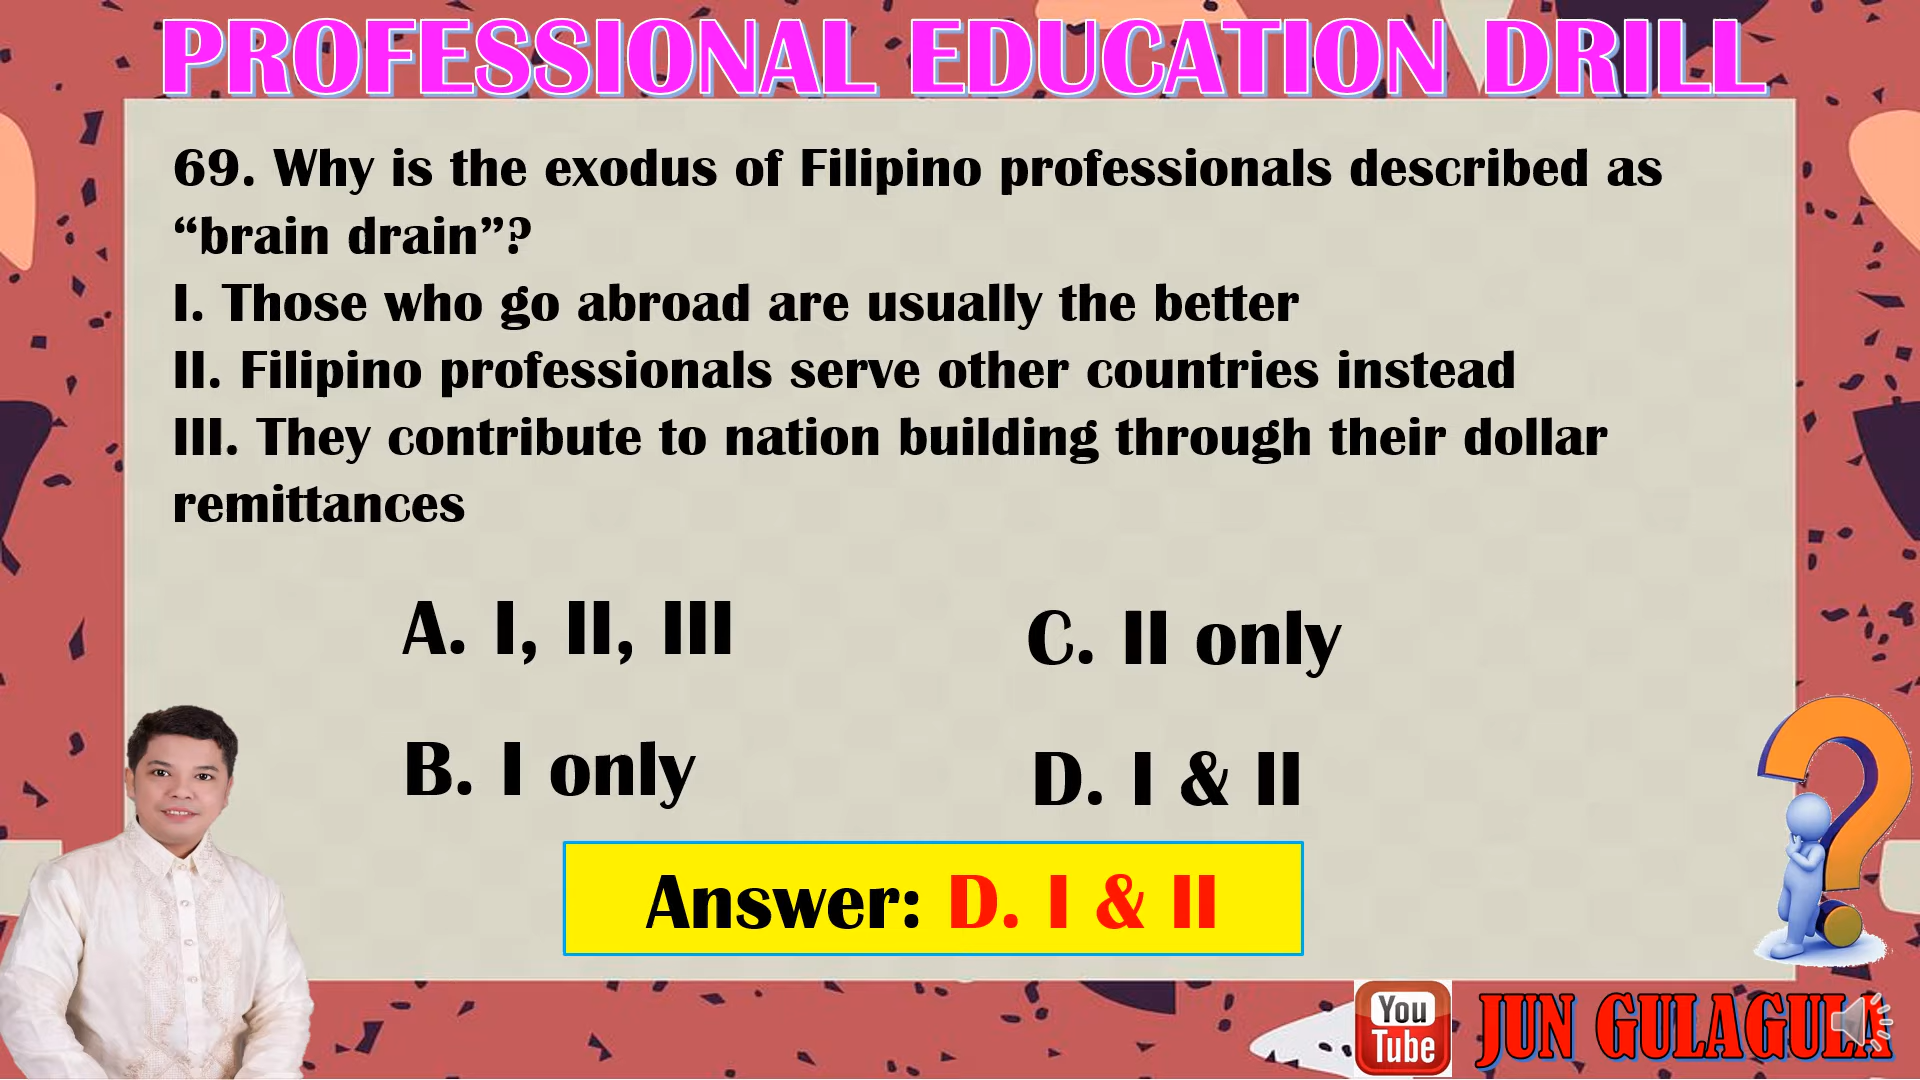 PROFESSIONAL EDUCATION DRILL
69. Why is the exodus of Filipino professionals described as
“brain drain”?
I. Those who go abroad are usually the better
II. Filipino professionals serve other countries instead
III. They contribute to nation building through their dollar
remittances
A. I, II, III
C. II only
B. I only
D. I & II
Answer: D. I & II
You
Tube
JUN GULAGULA